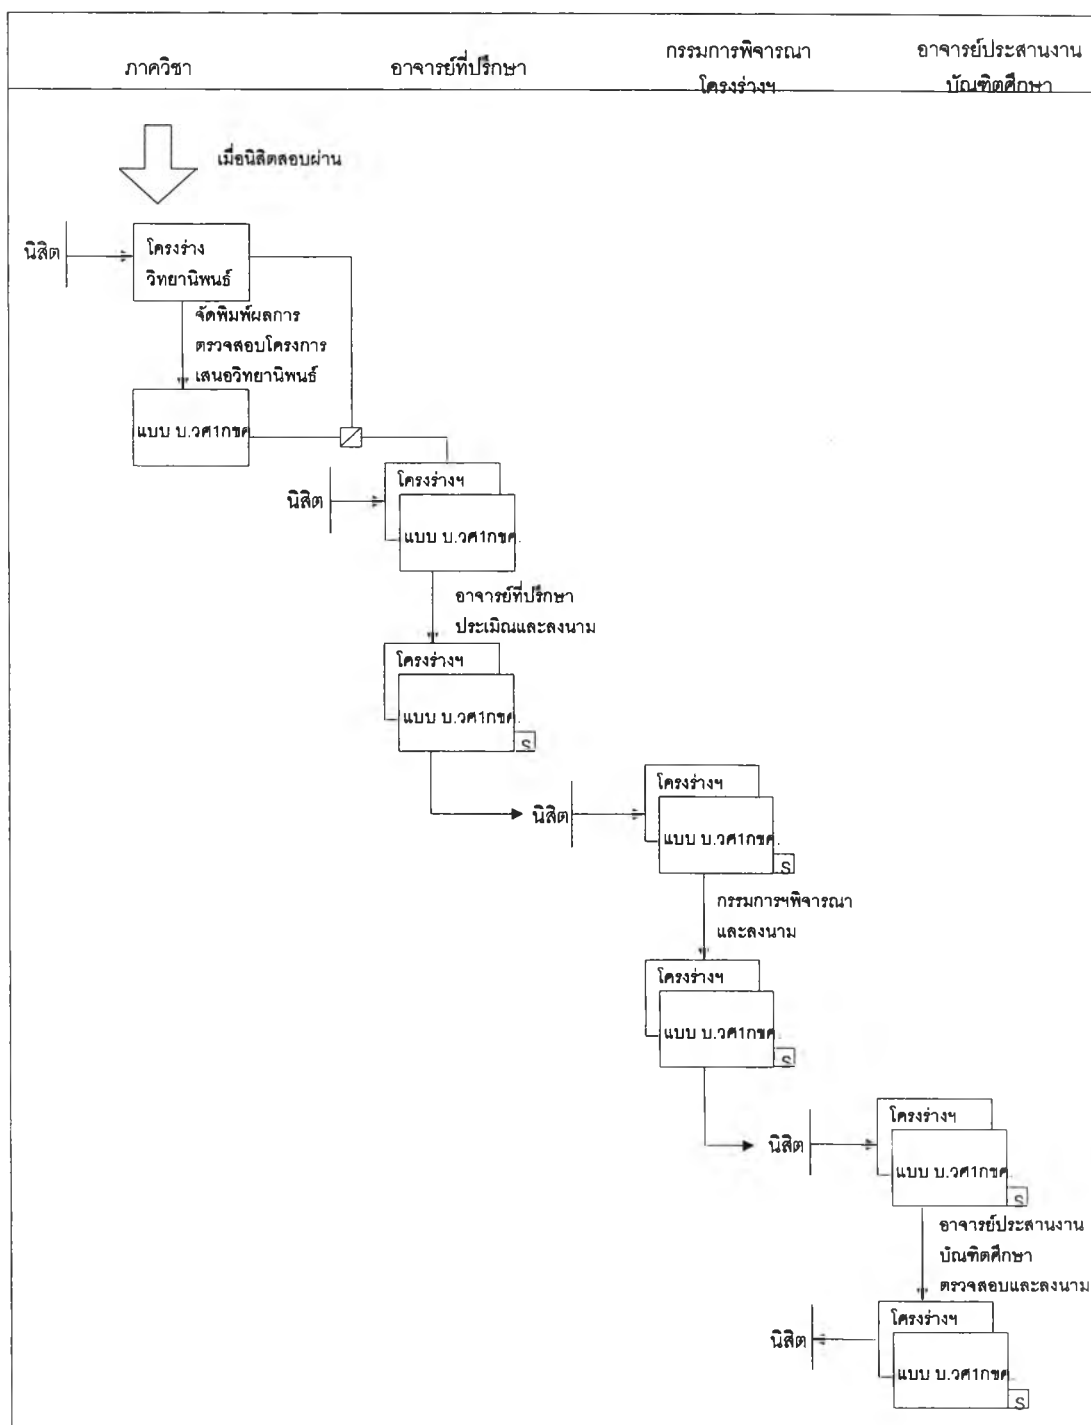 ภาควิชา
อาจารย์ที่ปรึกษา
กรรมการพิจารณา
โครงร่างฯ
อาจารย์ประสานงาน
บัณฑิตศึกษา
เมื่อนิสิตสอบผ่าน
นิสิต
โครงร่าง
วิทยานิพนธ์
จัดพิมพ์ผลการ
ตรวจสอบโครงการ
เสนอวิทยานิพนธ์
แบบ บ.วศ1กขค
นิสิต
โครงร่างฯ
แบบ บ.วศ1กขค.
อาจารย์ที่ปรึกษา
ประเมิณและลงนาม
โครงร่างฯ
แบบ บ.วศ1กขค.
S
นิสิต
โครงร่างฯ
แบบ บ.วศ1กขค.
S
กรรมการฯพิจารณา
และลงนาม
โครงร่างฯ
แบบ บ.วศ1กขค.
S
นิสิต
โครงร่างฯ
แบบ บ.วศ1กขค.
S
อาจารย์ประสานงาน
บัณฑิตศึกษา
ตรวจสอบและลงนาม
นิสิต
โครงร่างฯ
แบบ บ.วศ1กขค.
S